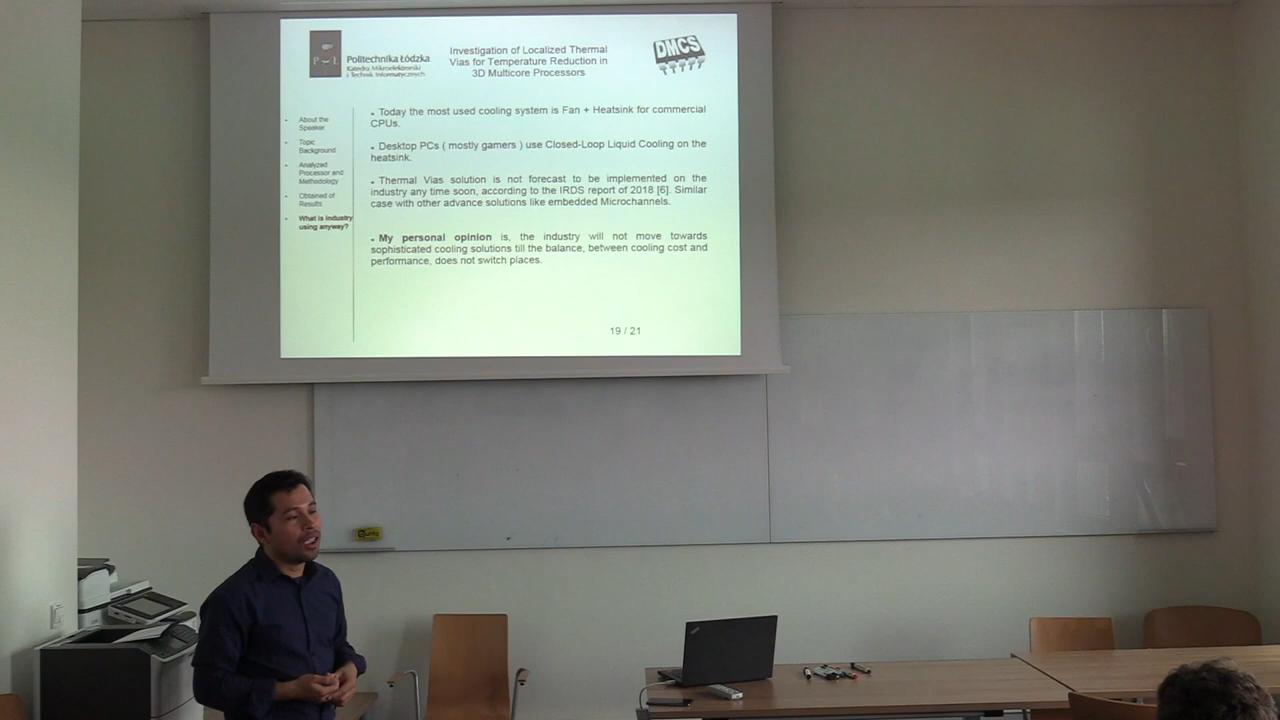 Politechnika Łódzka
Katedra Mikroelektroniki
i Technik Informatycznych
Investigation of Localized Thermal
Vias for Temperature Reduction in
3D Multicore Processors
DMCS
- About the
Speaker
- Topic
Background
- Analyzed
Processor and
Methodology
- Obtained of
Results
- What is industry
using anyway?
• Today the most used cooling system is Fan + Heatsink for commercial
CPUs.
• Desktop PCs ( mostly gamers ) use Closed-Loop Liquid Cooling on the
heatsink.
• Thermal Vias solution is not forecast to be implemented on the
industry any time soon, according to the IRDS report of 2018 [6]. Similar
case with other advance solutions like embedded Microchannels.
• My personal opinion is, the industry will not move towards
sophisticated cooling solutions till the balance, between cooling cost and
performance, does not switch places.
19 / 21